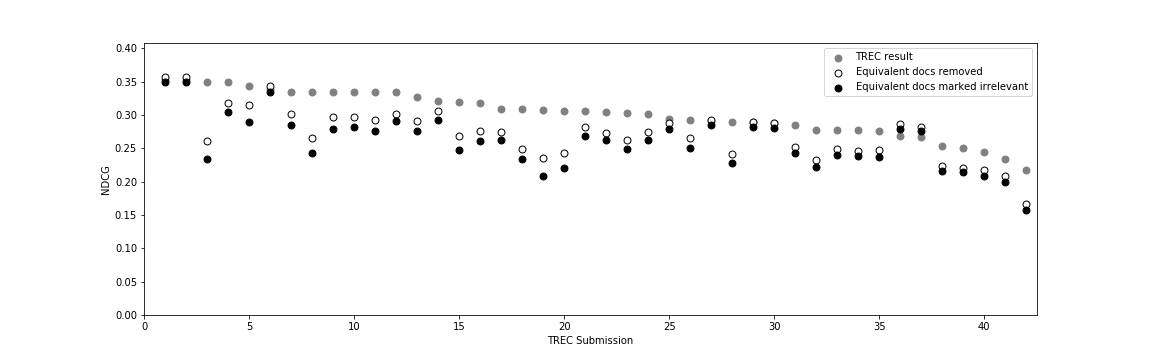 0.40
0.35
0.30
0.25
0.20
0.15
0.10
0.05
0.00
NDCG
TREC result
Equivalent docs removed
Equivalent docs marked irrelevant
0 5 10 15 20 25 30 35 40
TREC Submission